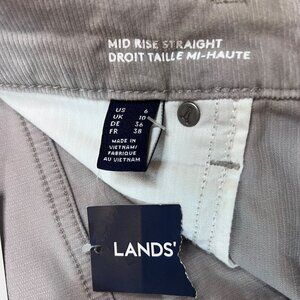 MID RISE STRAIGHT
DROIT TAILLE MI-HAUTE
US 6
UK 10
DE 36
FR 38
MADE IN
VIETNAM/
FABRIQUÉ
AU VIETNAM
LANDS'